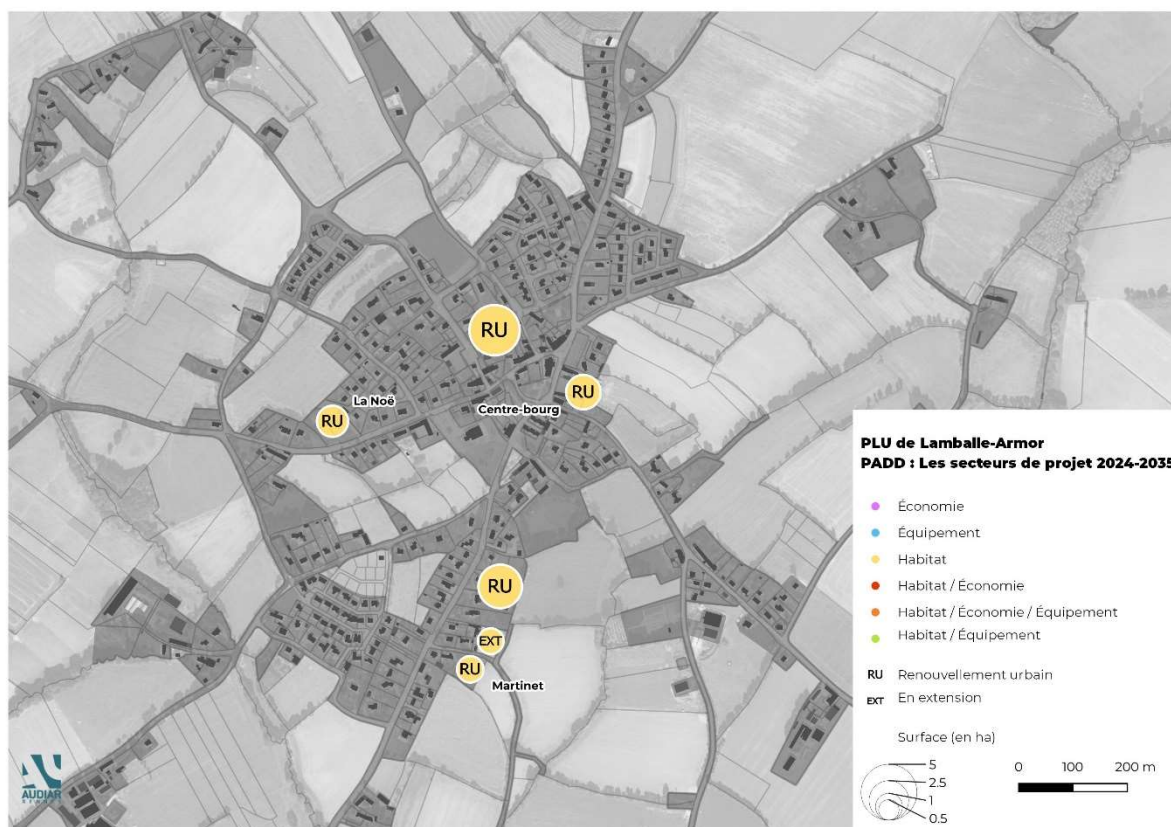 RU
La Noë
RU
Centre-bourg
RU
RU
EXT
RU
Martinet
PLU de Lamballe-Armor
PADD : Les secteurs de projet 2024-2035
Économie
Équipement
Habitat
Habitat / Économie
Habitat / Économie / Équipement
Habitat / Équipement
RU Renouvellement urbain
EXT En extension
Surface (en ha)
5
2.5
1
0.5
0 100 200 m
AUDIAR
RENNES